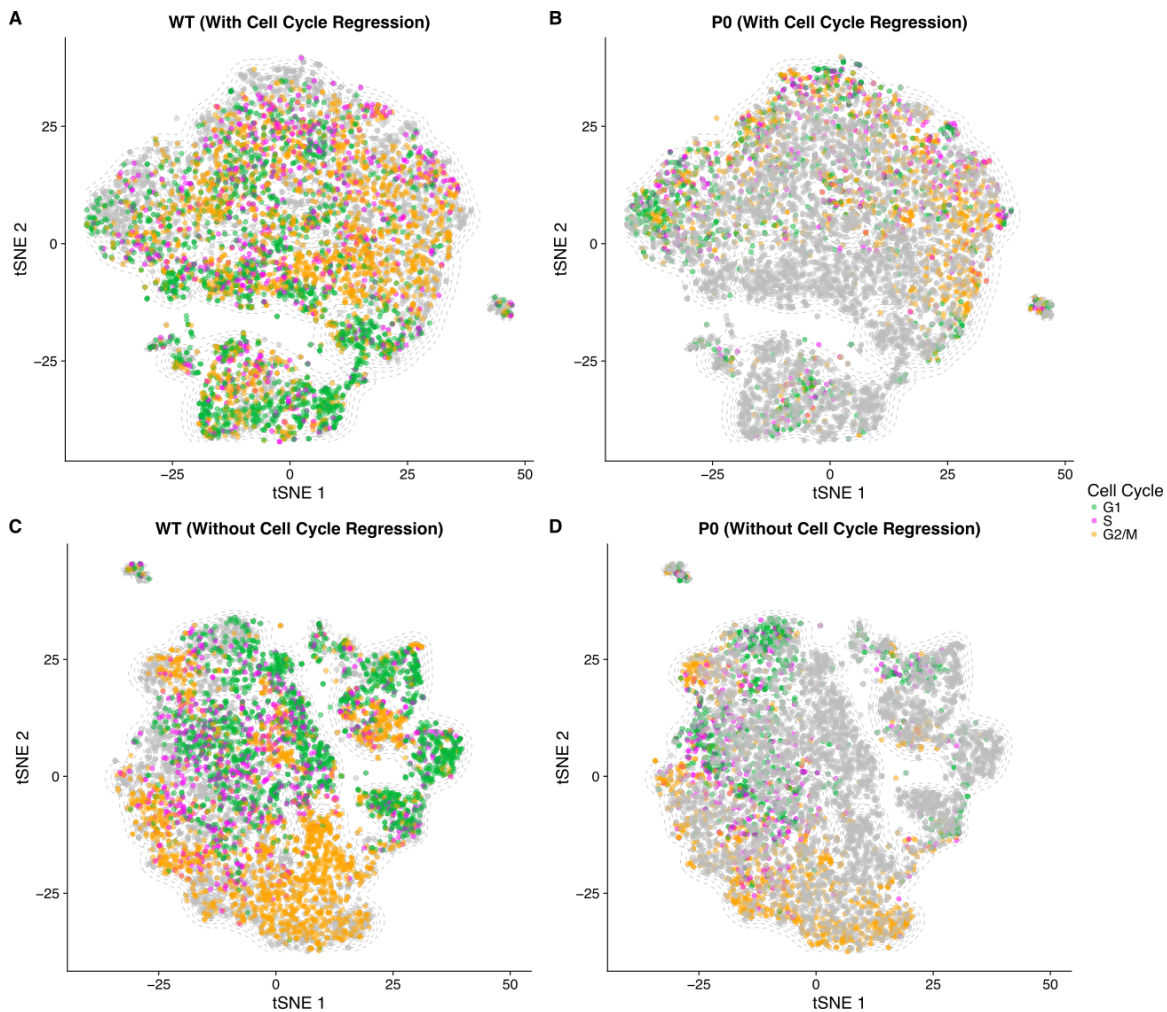 A
WT (With Cell Cycle Regression)
25
0
−25
tSNE 2
−25
0
25
50
tSNE 1
B
P0 (With Cell Cycle Regression)
25
0
−25
tSNE 2
−25
0
25
50
tSNE 1
Cell Cycle
G1
S
G2/M
C
WT (Without Cell Cycle Regression)
25
0
−25
tSNE 2
−25
0
25
50
tSNE 1
D
P0 (Without Cell Cycle Regression)
25
0
−25
tSNE 2
−25
0
25
50
tSNE 1